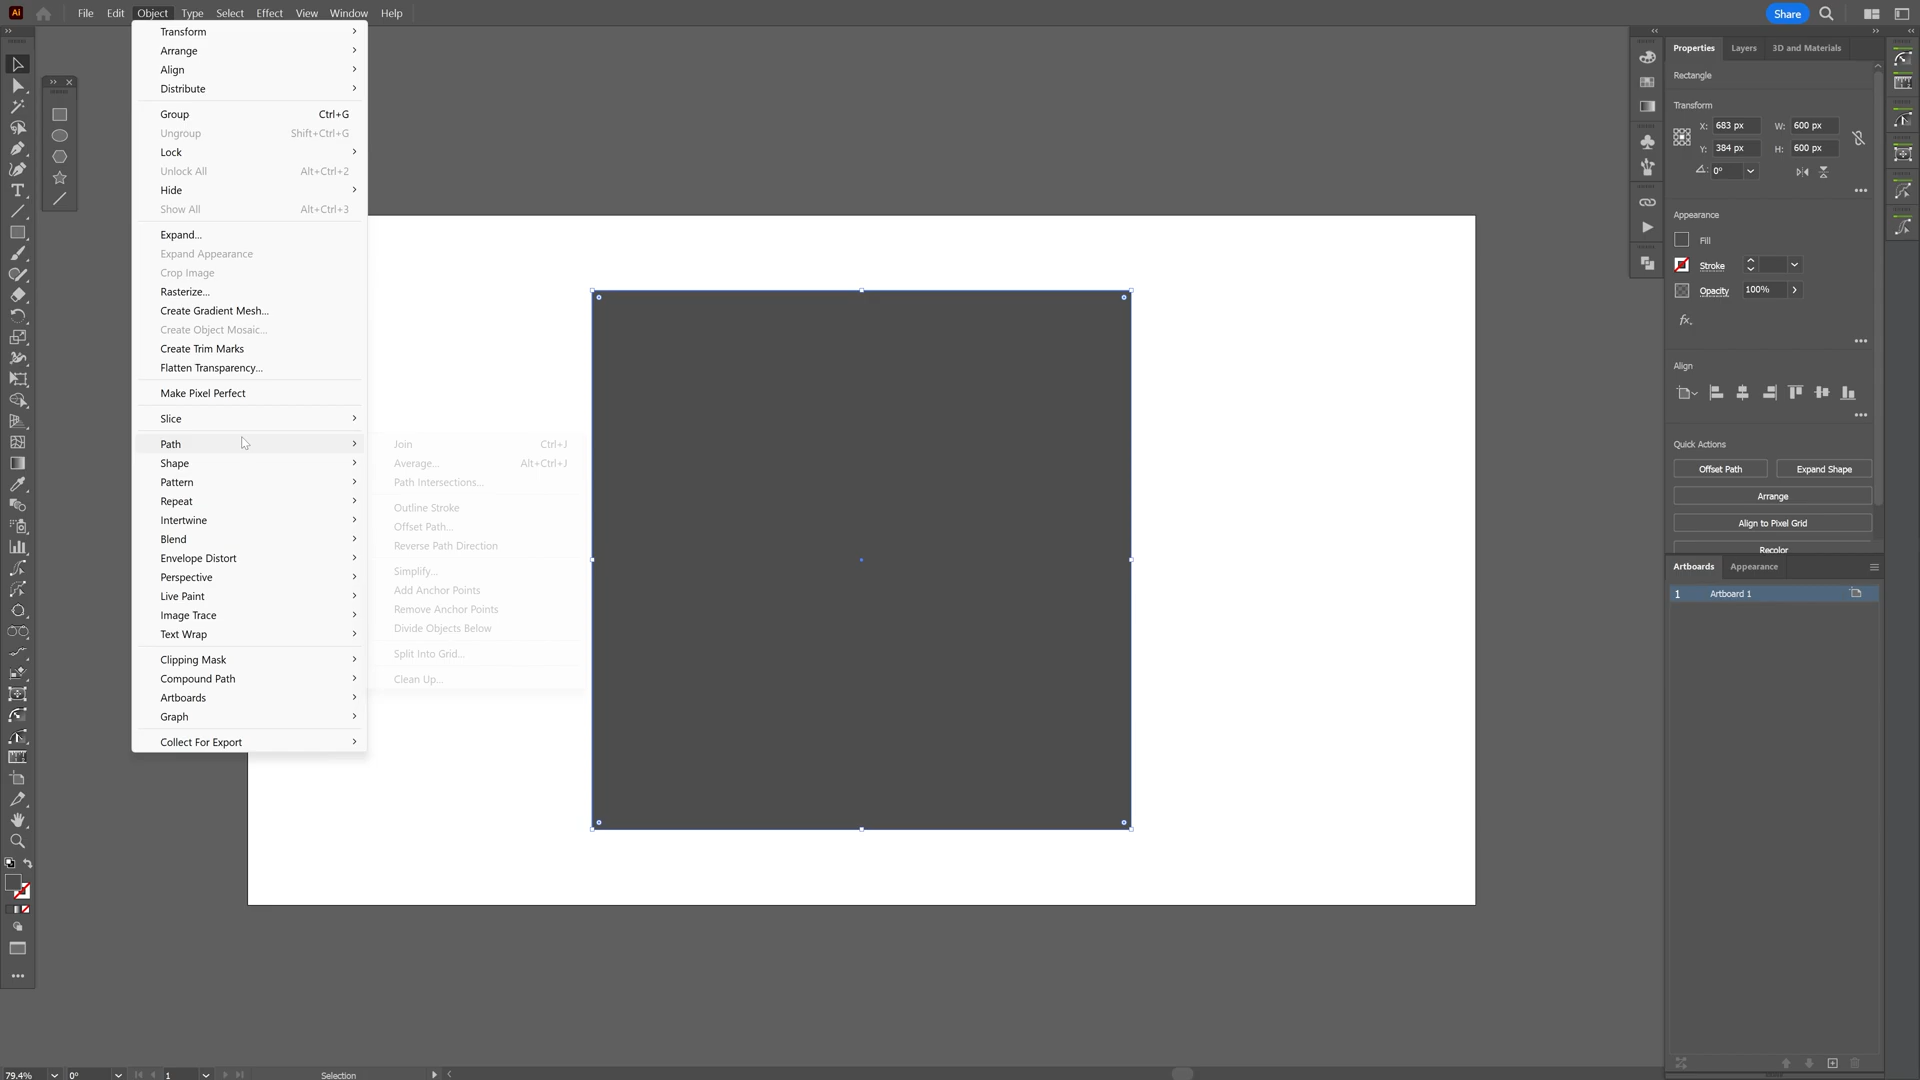 Ai File Edit Object Type Select Effect View Window Help
Share
Transform
Arrange
Align
Distribute
Group Ctrl+G
Ungroup Shift+Ctrl+G
Lock
Unlock All Alt+Ctrl+2
Hide
Show All Alt+Ctrl+3
Expand...
Expand Appearance
Crop Image
Rasterize...
Create Gradient Mesh...
Create Object Mosaic...
Create Trim Marks
Flatten Transparency...
Make Pixel Perfect
Slice
Path
Shape
Pattern
Repeat
Intertwine
Blend
Envelope Distort
Perspective
Live Paint
Image Trace
Text Wrap
Clipping Mask
Compound Path
Artboards
Graph
Collect For Export
Join Ctrl+J
Average... Alt+Ctrl+J
Path Intersections...
Outline Stroke
Offset Path...
Reverse Path Direction
Simplify...
Add Anchor Points
Remove Anchor Points
Divide Objects Below
Split Into Grid...
Clean Up...
Properties Layers 3D and Materials
Rectangle
Transform
X: 683 px W: 600 px
Y: 384 px H: 600 px
0°
Appearance
Fill
Stroke
Opacity 100%
fx.
Align
Quick Actions
Offset Path Expand Shape
Arrange
Align to Pixel Grid
Recolor
Artboards Appearance
1 Artboard 1
79.4% 0° 1 Selection